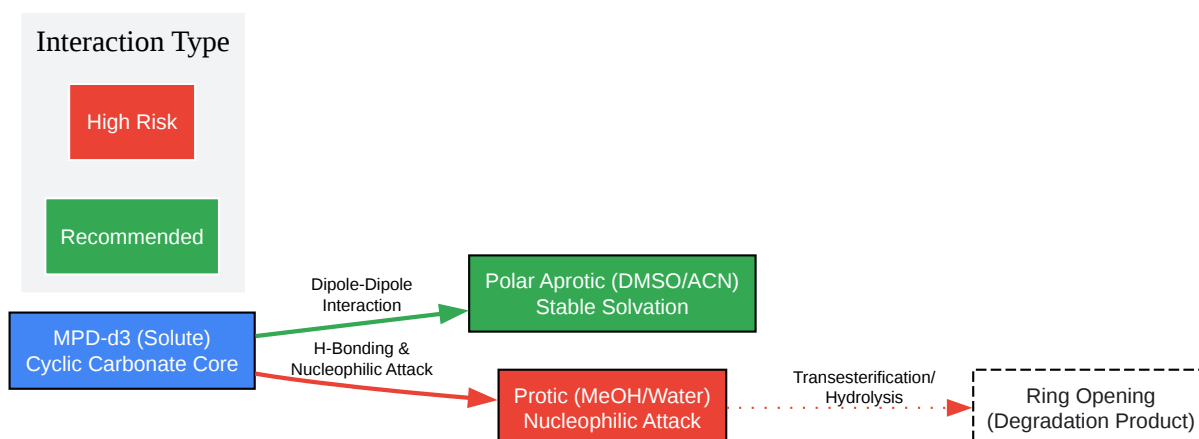 Interaction Type
High Risk
Recommended
Dipole-Dipole
Interaction
Polar Aprotic (DMSO/ACN)
Stable Solvation
MPD-d3 (Solute)
Cyclic Carbonate Core
H-Bonding &
Nucleophilic Attack
Protic (MeOH/Water)
Nucleophilic Attack
Transesterification/
Hydrolysis
Ring Opening
(Degradation Product)